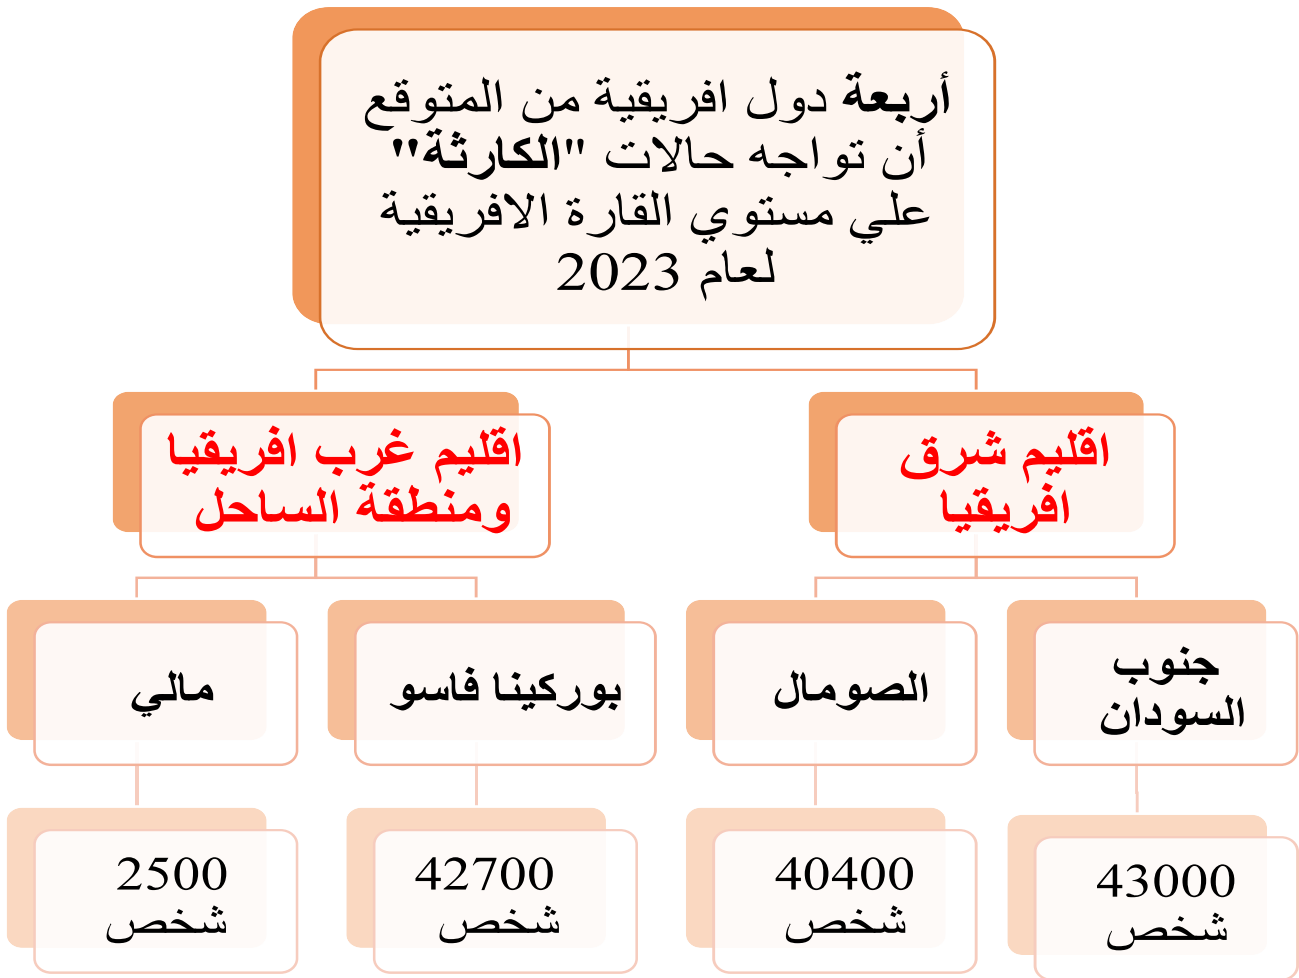 أربعة دول افريقية من المتوقع
أن تواجه حالات "الكارثة"
علي مستوي القارة الافريقية
لعام 2023
اقليم شرق
افريقيا
اقليم غرب افريقيا
ومنطقة الساحل
جنوب
السودان
الصومال
بوركينا فاسو
مالي
43000
شخص
40400
شخص
42700
شخص
2500
شخص